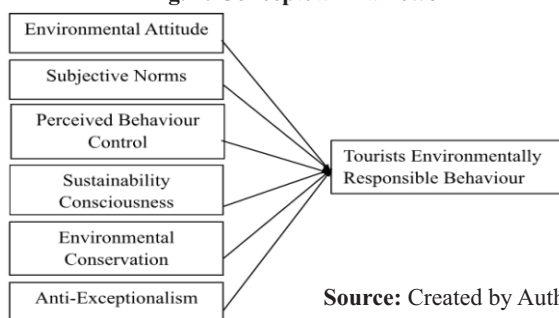 Environmental Attitude
Subjective Norms
Perceived Behaviour
Control
Tourists Environmentally
Responsible Behaviour
Sustainability
Consciousness
Environmental
Conservation
Anti-Exceptionalism
Source: Created by Auth